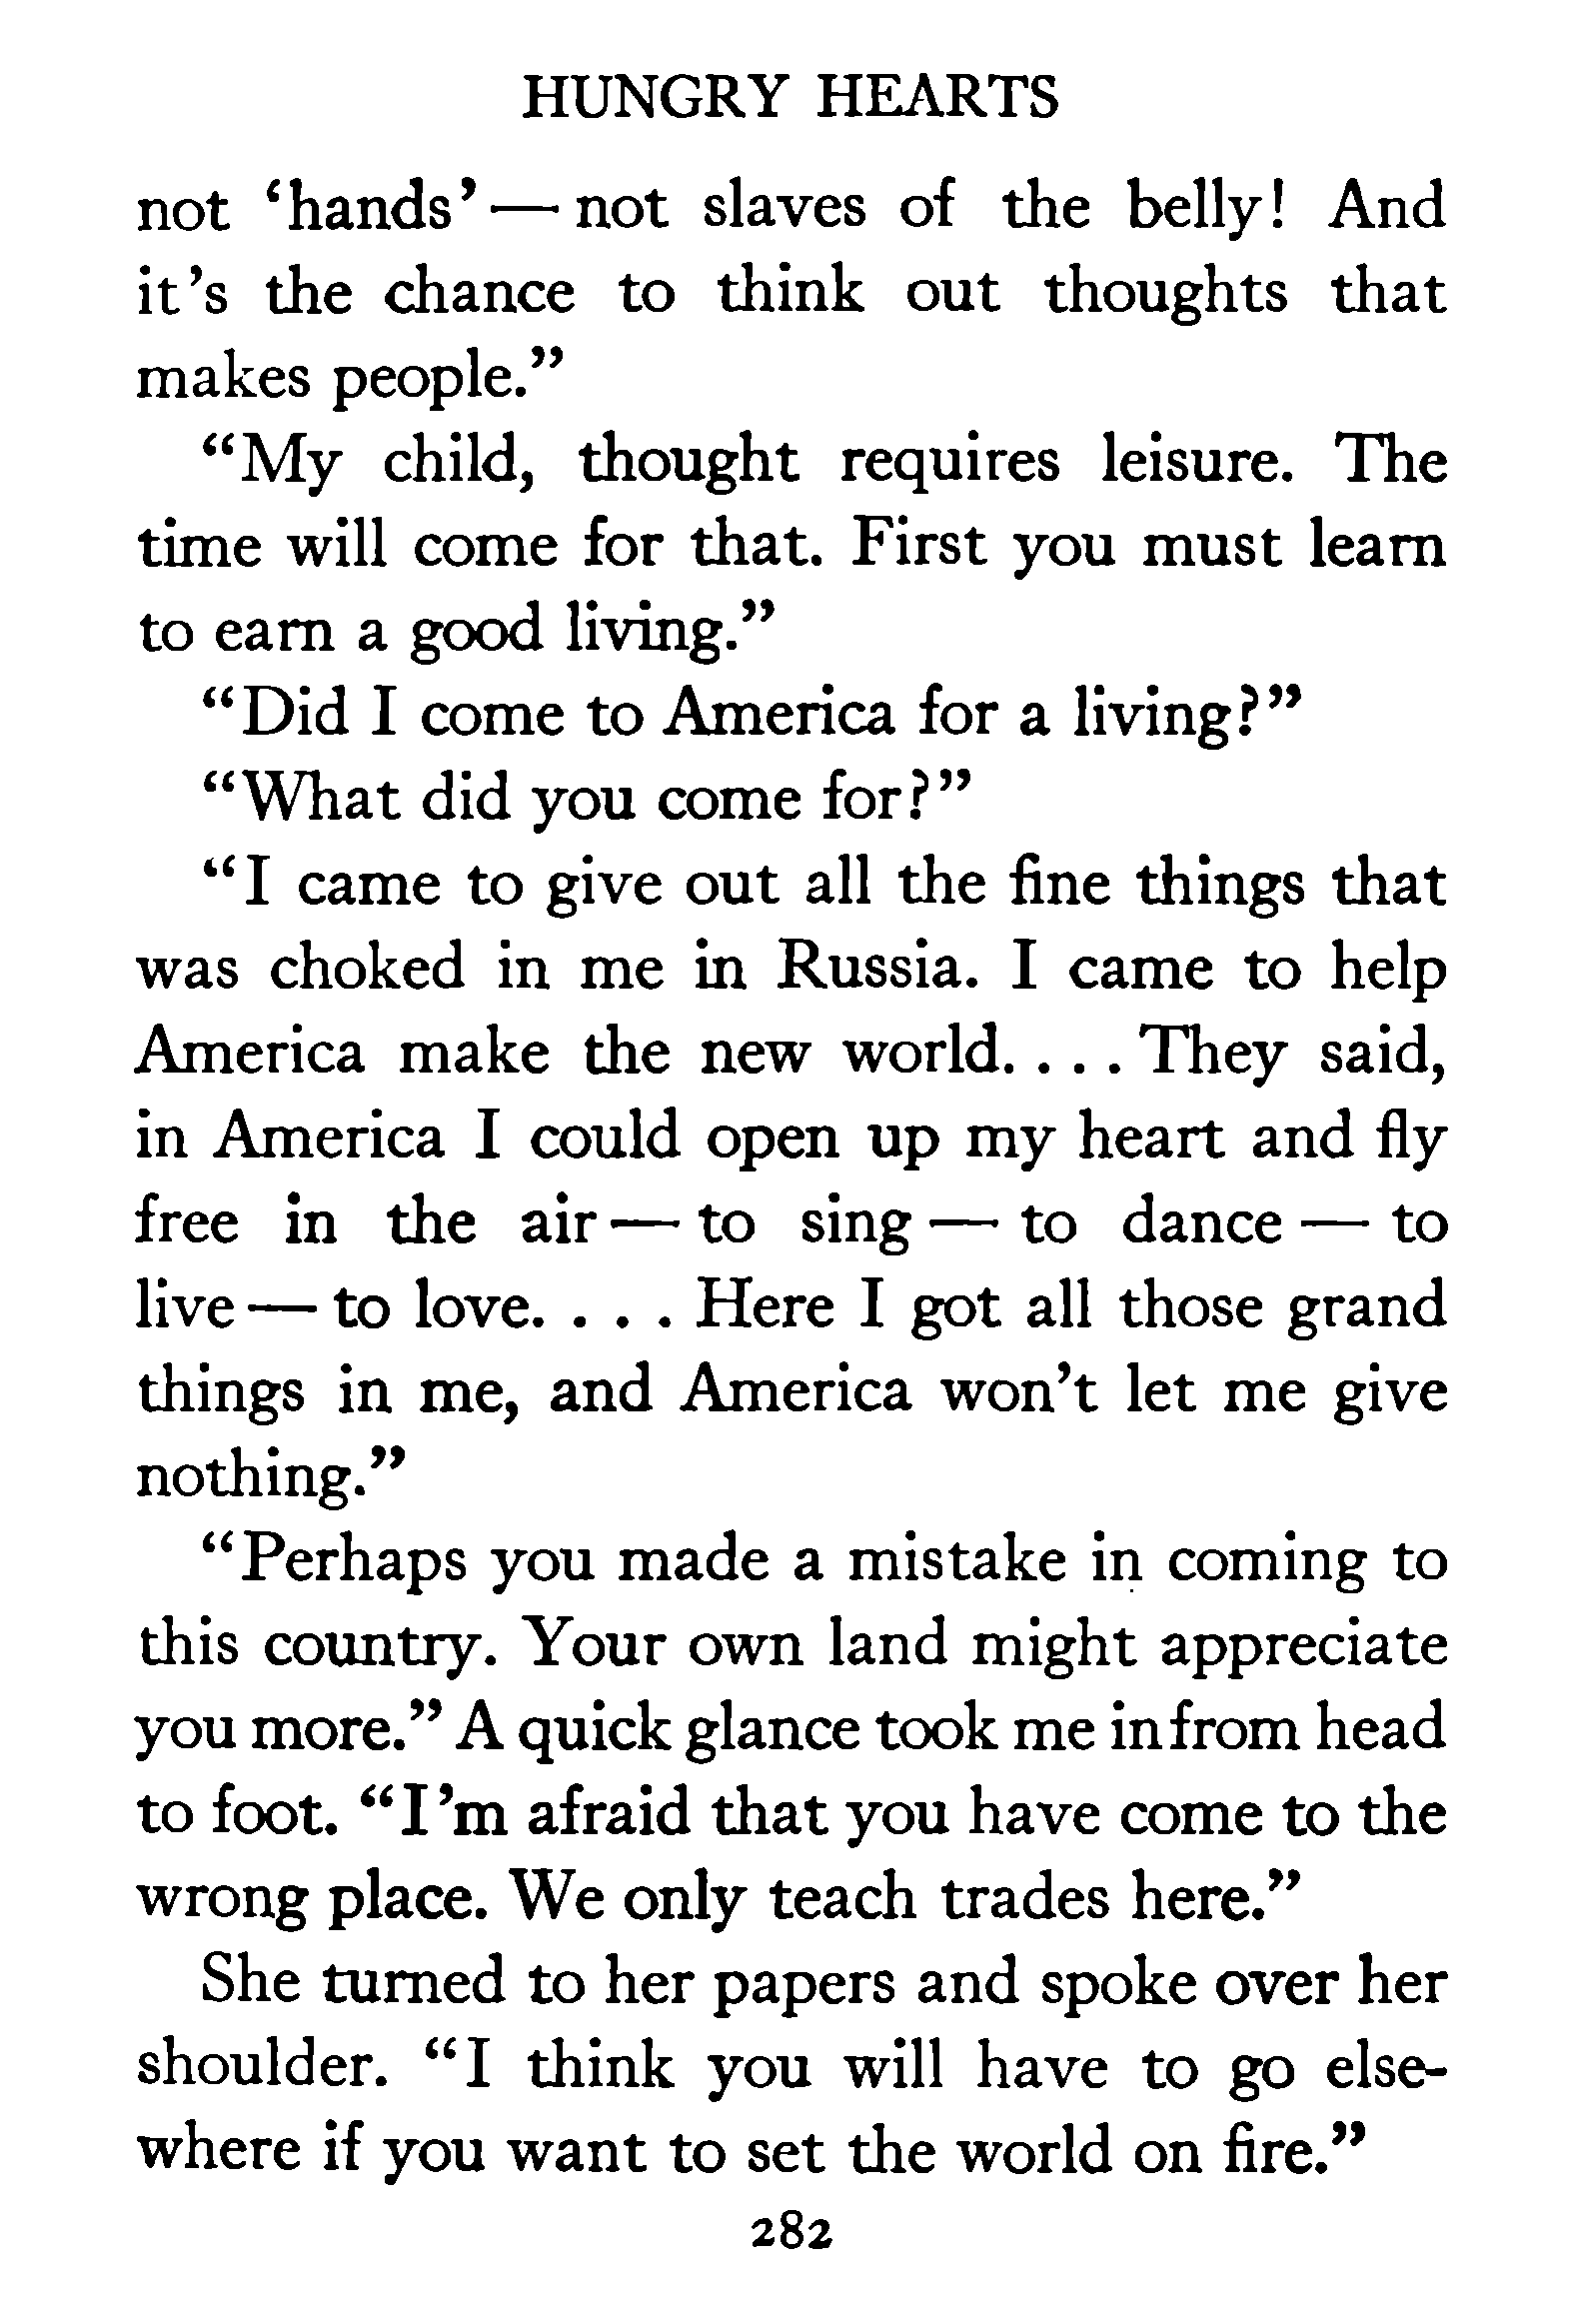 HUNGRY HEARTS
not ‘hands’ — not slaves of the belly! And
it’s the chance to think out thoughts that
makes people.”
“My child, thought requires leisure. The
time will come for that. First you must learn
to earn a good living.”
“Did I come to America for a living?”
“What did you come for?”
“I came to give out all the fine things that
was choked in me in Russia. I came to help
America make the new world. . . . They said,
in America I could open up my heart and fly
free in the air — to sing — to dance — to
live — to love. . . . Here I got all those grand
things in me, and America won’t let me give
nothing.”
“Perhaps you made a mistake in coming to
this country. Your own land might appreciate
you more.” A quick glance took me in from head
to foot. “I’m afraid that you have come to the
wrong place. We only teach trades here.”
She turned to her papers and spoke over her
shoulder. “I think you will have to go else-
where if you want to set the world on fire.”
282